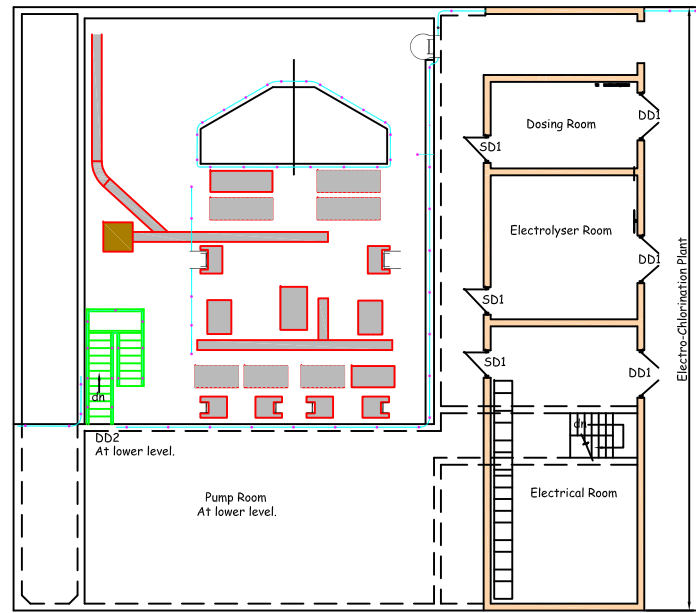 Dosing Room
DD1
SD1
Electrolyser Room
DD1
SD1
Electro-Chlorination Plant
SD1
DD1
dn
dn
DD2
At lower level.
Pump Room
At lower level.
Electrical Room